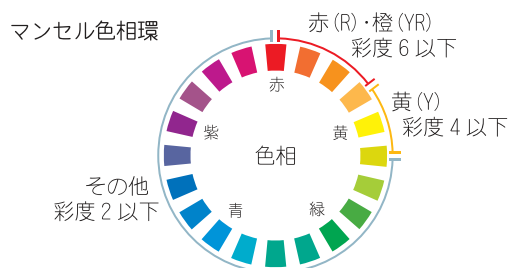 マンセル色相環
赤(R)・橙(YR)
彩度6以下
黄(Y)
彩度4以下
赤
黄
紫
色相
緑
青
その他
彩度2以下